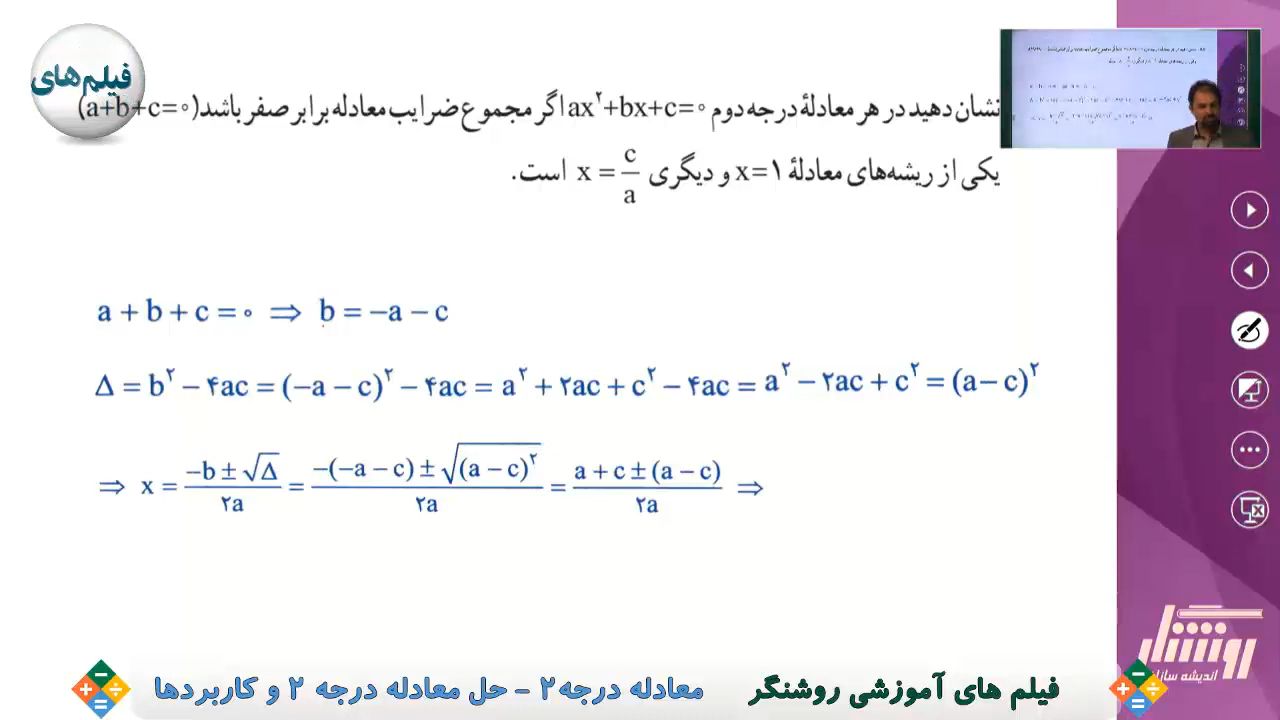 فیلم‌های
نشان دهید در هر معادلهٔ درجه دوم ax۲+bx+c=۰ اگر مجموع ضرایب معادله برابر صفر باشد (a+b+c=۰)
یکی از ریشه‌های معادلهٔ x=۱ و دیگری x = c/a است.
a + b + c = ۰ ⇒ b = −a − c
Δ = b۲ − ۴ac = (−a − c)۲ − ۴ac = a۲ + ۲ac + c۲ − ۴ac = a۲ − ۲ac + c۲ = (a− c)۲
⇒ x = (−b ± √Δ)/۲a = (−(−a − c) ± √(a − c)۲)/۲a = (a + c ± (a − c))/۲a ⇒
روشنگر
فیلم های آموزشی روشنگر معادله درجه۲ - حل معادله درجه ۲ و کاربردها